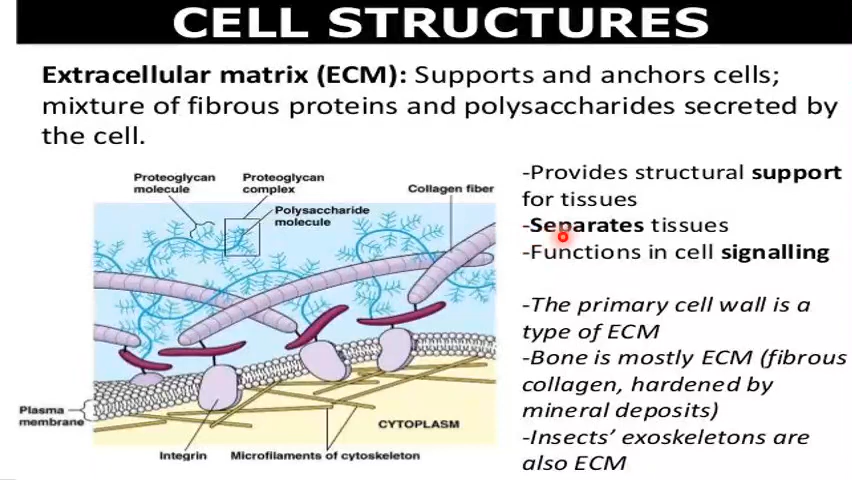 CELL STRUCTURES
Extracellular matrix (ECM): Supports and anchors cells;
mixture of fibrous proteins and polysaccharides secreted by
the cell.
Proteoglycan
molecule
Proteoglycan
complex
Collagen fiber
Polysaccharide
molecule
Plasma
membrane
CYTOPLASM
Integrin
Microfilaments of cytoskeleton
-Provides structural support
for tissues
-Separates tissues
-Functions in cell signalling
-The primary cell wall is a
type of ECM
-Bone is mostly ECM (fibrous
collagen, hardened by
mineral deposits)
-Insects’ exoskeletons are
also ECM